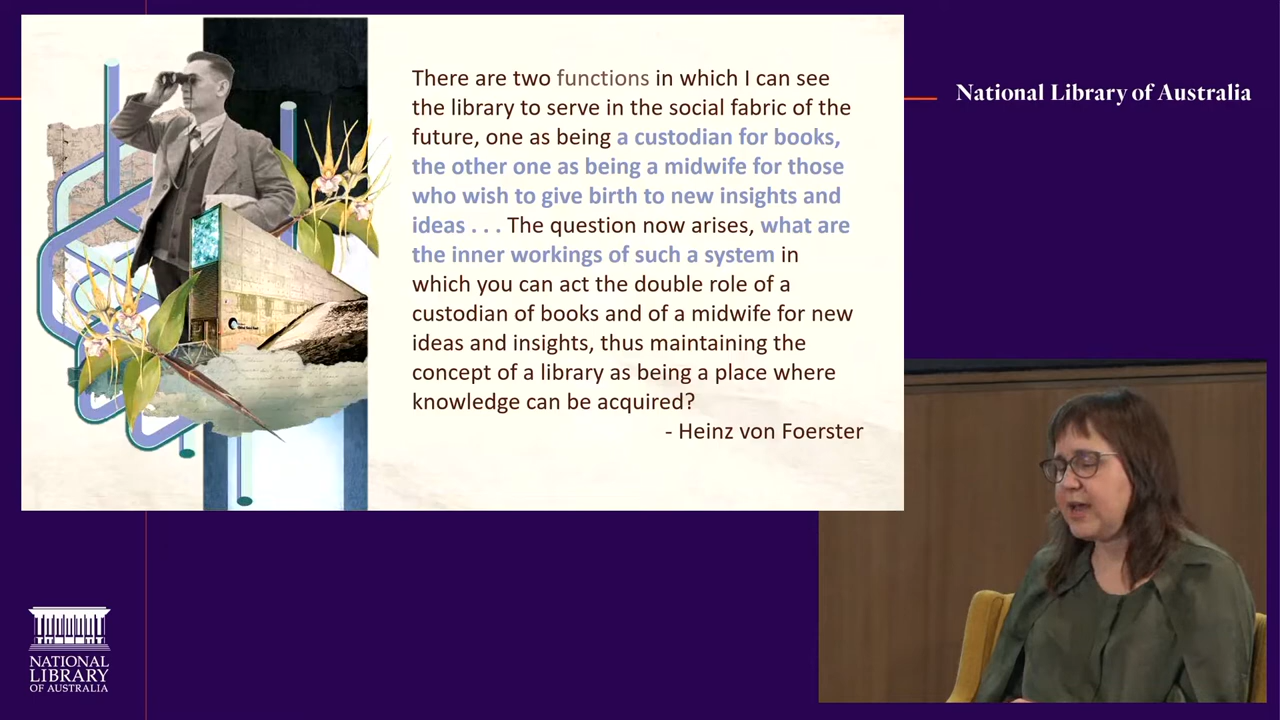 There are two functions in which I can see
the library to serve in the social fabric of the
future, one as being a custodian for books,
the other one as being a midwife for those
who wish to give birth to new insights and
ideas . . . The question now arises, what are
the inner workings of such a system in
which you can act the double role of a
custodian of books and of a midwife for new
ideas and insights, thus maintaining the
concept of a library as being a place where
knowledge can be acquired?
- Heinz von Foerster
National Library of Australia
NATIONAL
LIBRARY
OF AUSTRALIA